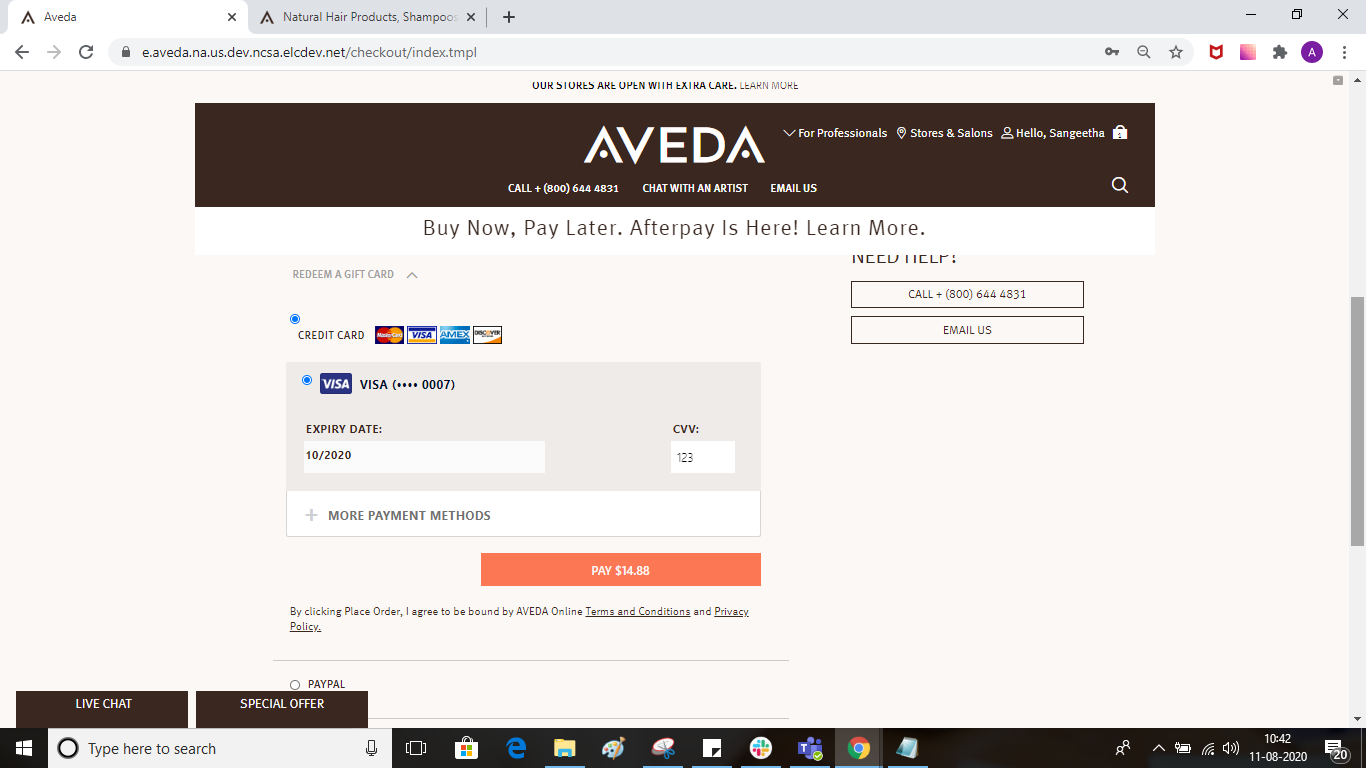 Aveda
Natural Hair Products, Shampoos
e.aveda.na.us.dev.ncsa.elcdev.net/checkout/index.tmpl
A
OUR STORES ARE OPEN WITH EXTRA CARE. LEARN MORE
AVEDA
For Professionals
Stores & Salons
Hello, Sangeetha
CALL + (800) 644 4831
CHAT WITH AN ARTIST
EMAIL US
Buy Now, Pay Later. Afterpay Is Here! Learn More.
NEED HELP?
REDEEM A GIFT CARD
CALL + (800) 644 4831
EMAIL US
CREDIT CARD
MasterCard VISA AMEX DISCOVER
VISA VISA (•••• 0007)
EXPIRY DATE:
CVV:
10/2020
123
+ MORE PAYMENT METHODS
PAY $14.88
By clicking Place Order, I agree to be bound by AVEDA Online Terms and Conditions and Privacy
Policy.
PAYPAL
LIVE CHAT
SPECIAL OFFER
Type here to search
10:42
11-08-2020
20